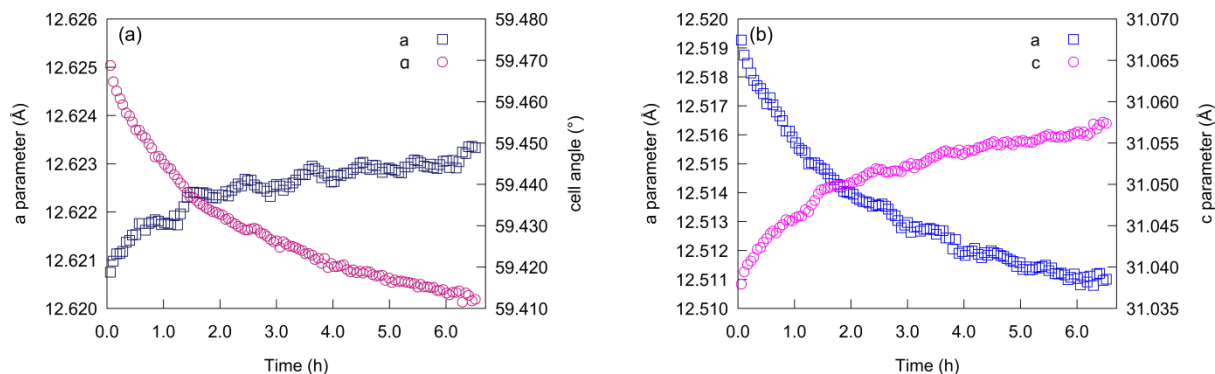 (a)
a
α
12.626
12.625
12.624
12.623
12.622
12.621
12.620
a parameter (Å)
59.480
59.470
59.460
59.450
59.440
59.430
59.420
59.410
cell angle (°)
0.0 1.0 2.0 3.0 4.0 5.0 6.0
Time (h)
(b)
a
c
12.520
12.519
12.518
12.517
12.516
12.515
12.514
12.513
12.512
12.511
12.510
a parameter (Å)
31.070
31.065
31.060
31.055
31.050
31.045
31.040
31.035
c parameter (Å)
0.0 1.0 2.0 3.0 4.0 5.0 6.0
Time (h)